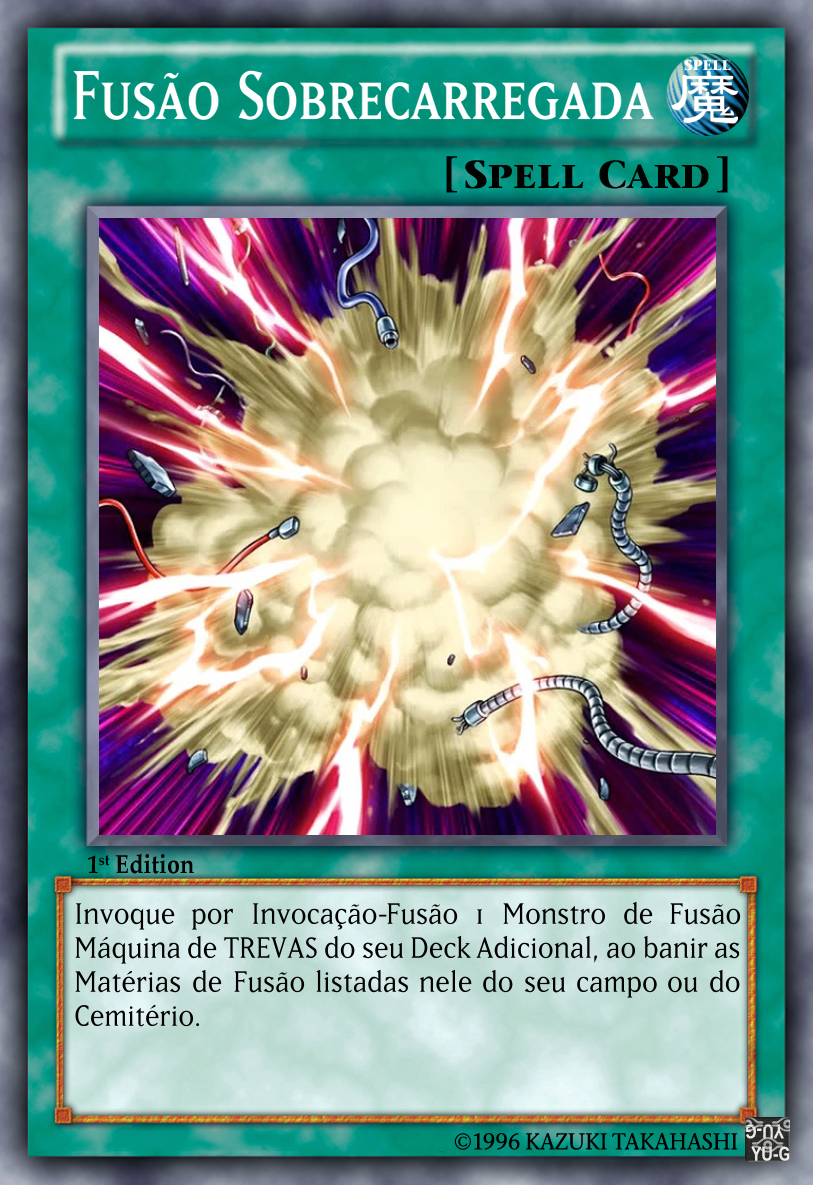 Fusão Sobrecarregada
SPELL
魔
[Spell Card]
1st Edition
Invoque por Invocação-Fusão 1 Monstro de Fusão
Máquina de TREVAS do seu Deck Adicional, ao banir as
Matérias de Fusão listadas nele do seu campo ou do
Cemitério.
©1996 KAZUKI TAKAHASHI
YU-G
YU-G